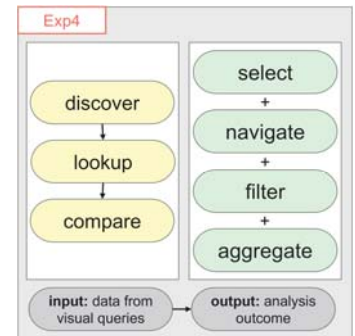 Exp4
discover
lookup
compare
select
+
navigate
+
filter
+
aggregate
input: data from
visual queries
output: analysis
outcome